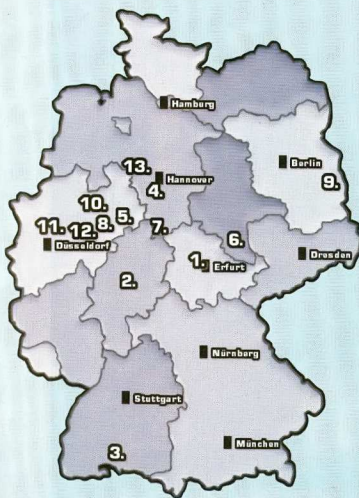 Hamburg
Berlin
9.
13.
Hannover
4.
10.
11.
12.
8.
5.
7.
Düsseldorf
6.
1.
Erfurt
Dresden
2.
Nürnberg
Stuttgart
3.
München